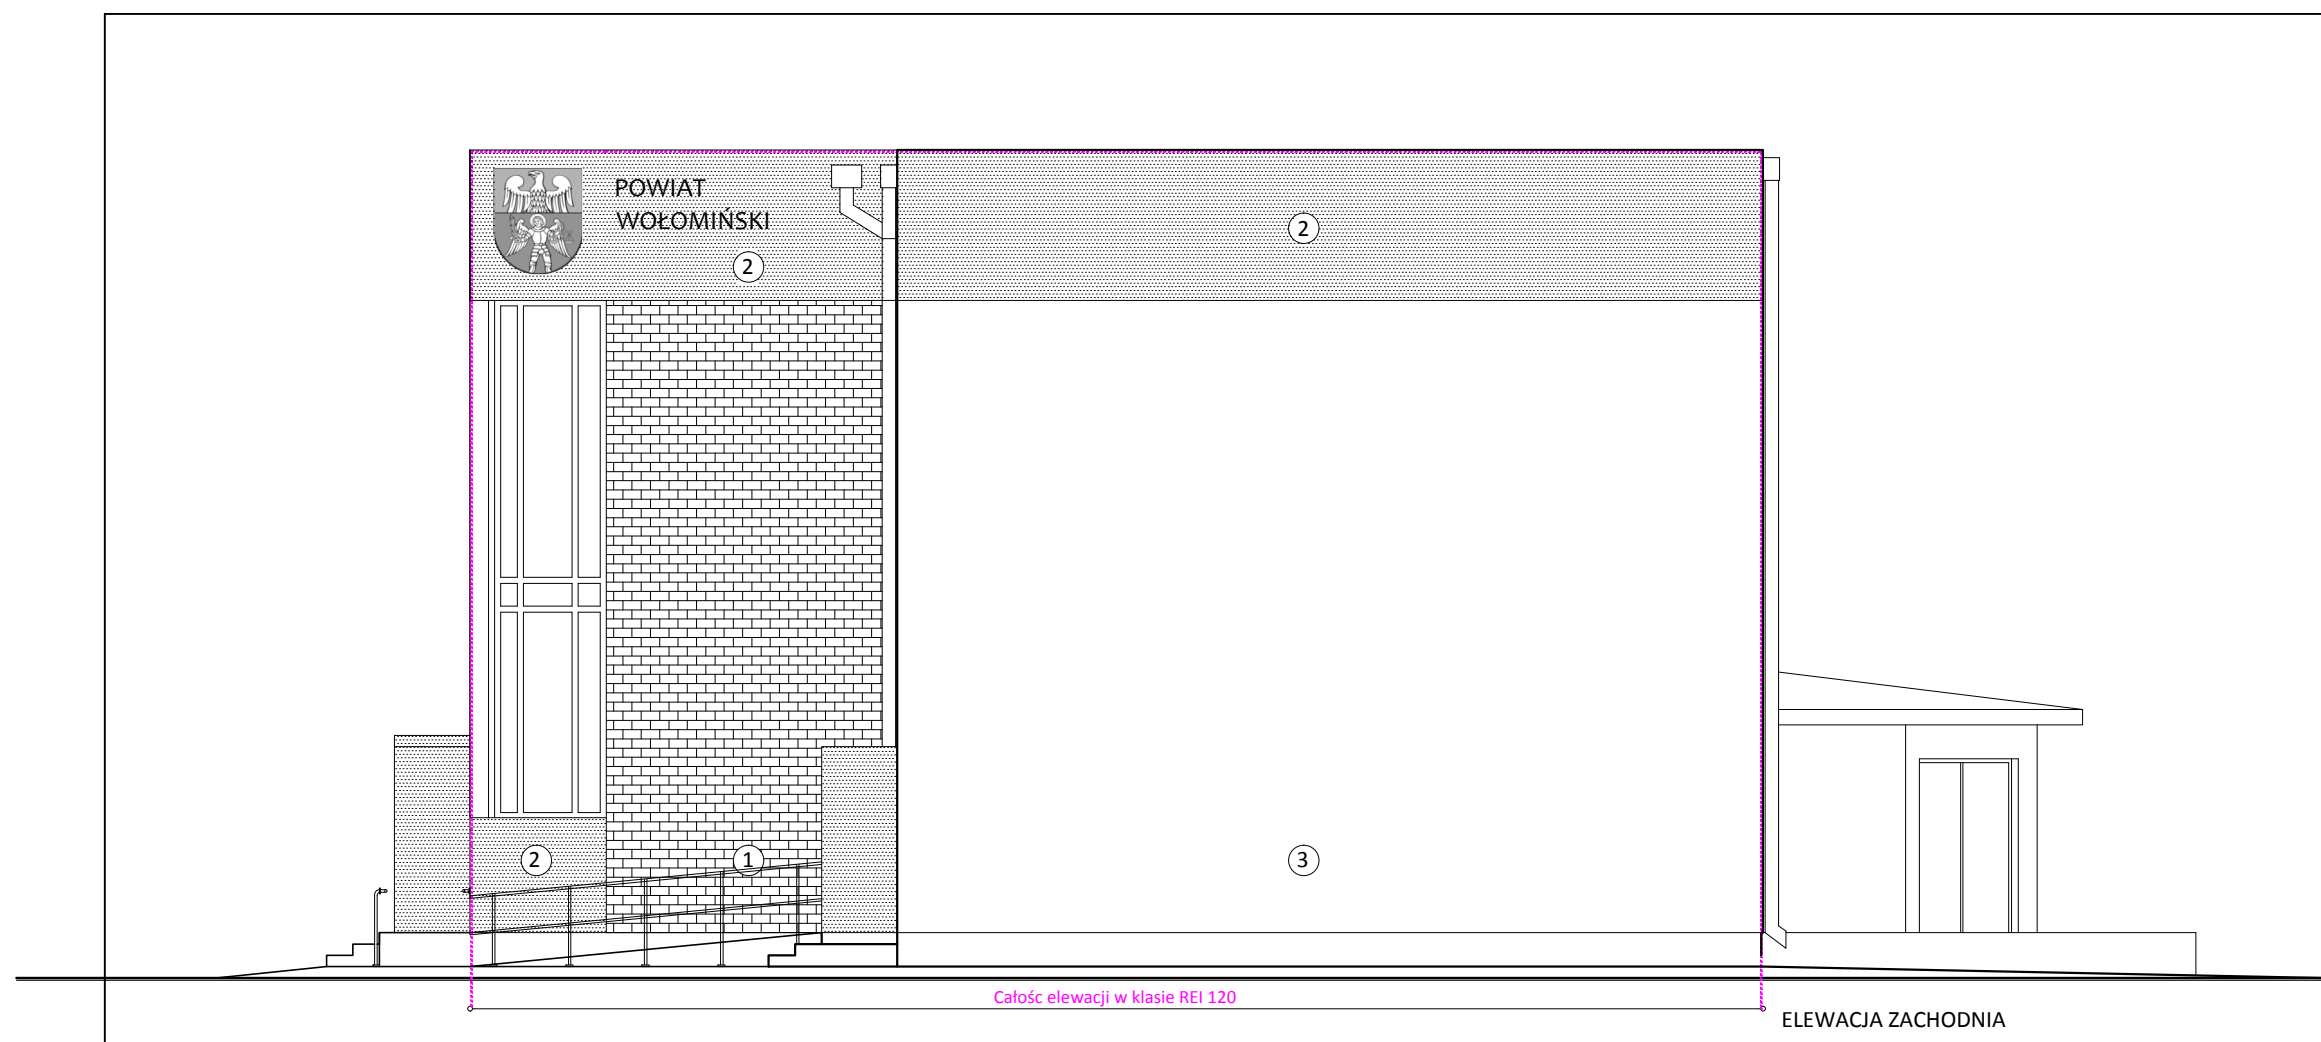 POWIAT
WOŁOMIŃSKI
2
2
2
1
3
Całośc elewacji w klasie REI 120
ELEWACJA ZACHODNIA